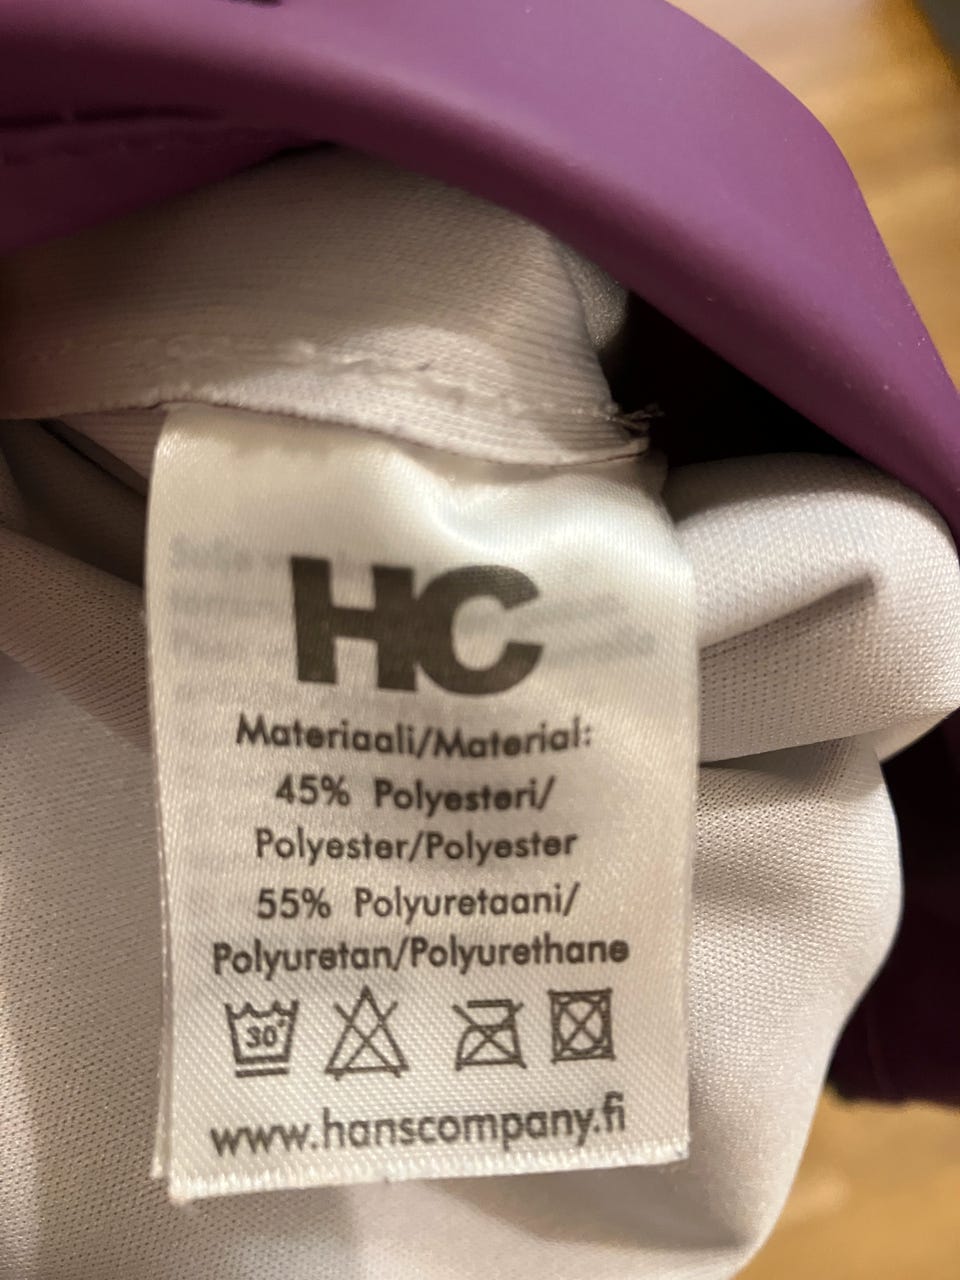 HC
Materiaali/Material:
45% Polyesteri/
Polyester/Polyester
55% Polyuretaani/
Polyuretan/Polyurethane
30°
www.hanscompany.fi